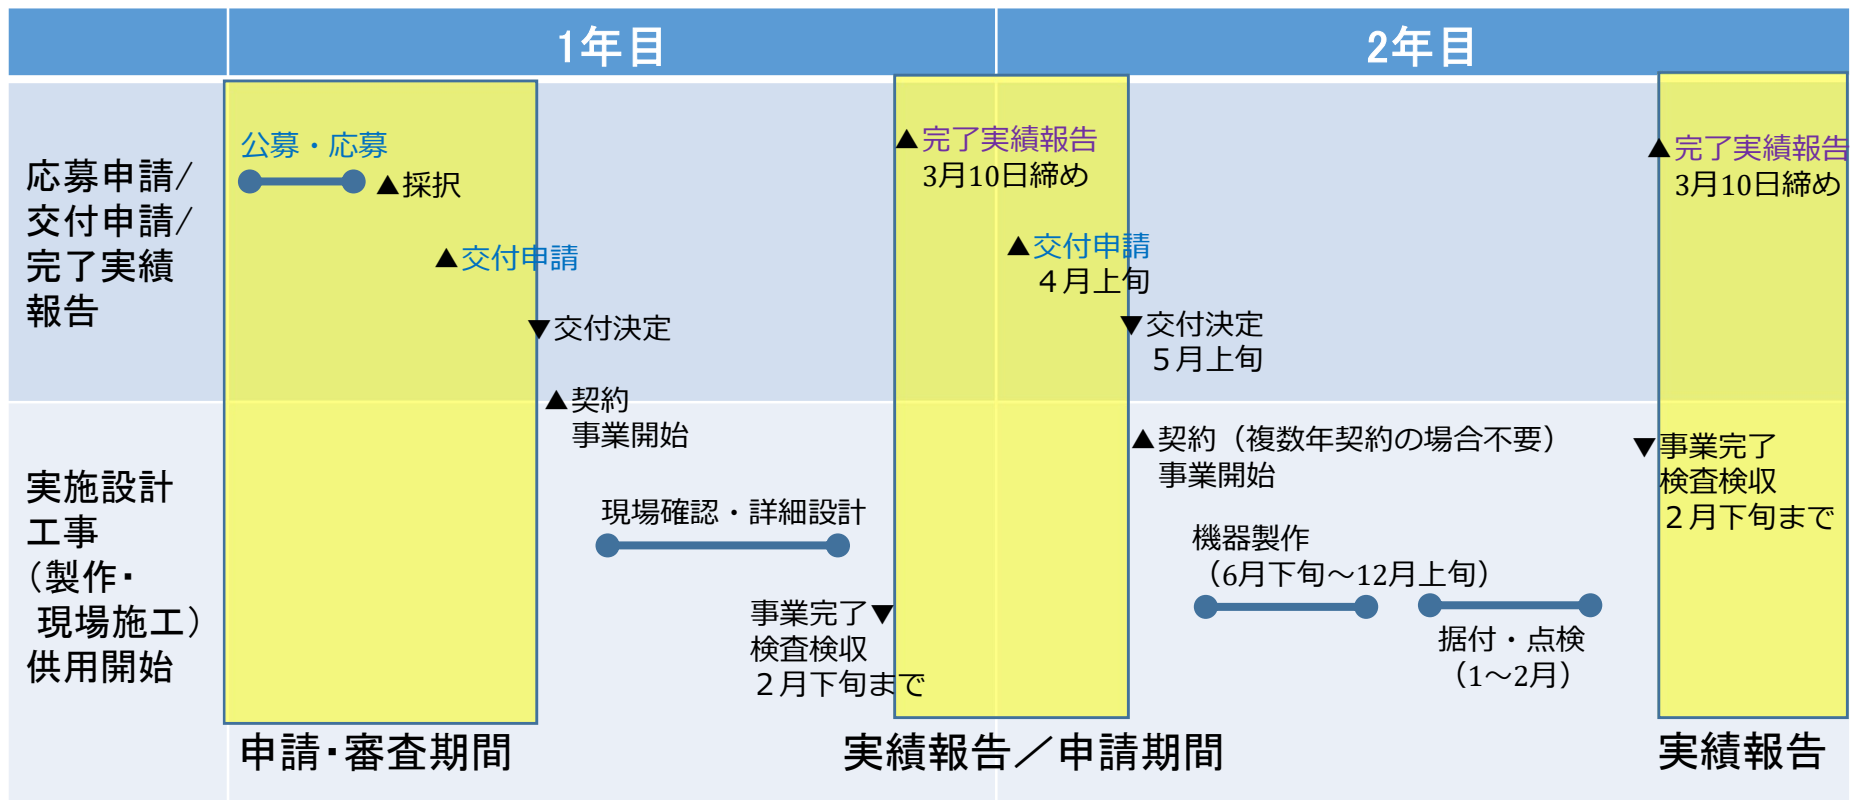 1年目
2年目
応募申請/
交付申請/
完了実績
報告
公募・応募
▲採択
▲交付申請
▼交付決定
▲契約
事業開始
▲完了実績報告
3月10日締め
▲交付申請
４月上旬
▼交付決定
５月上旬
▲完了実績報告
3月10日締め
実施設計
工事
（製作・
現場施工）
供用開始
現場確認・詳細設計
事業完了▼
検査検収
２月下旬まで
▲契約（複数年契約の場合不要）
事業開始
機器製作
（6月下旬～12月上旬）
据付・点検
（1～2月）
▼事業完了
検査検収
２月下旬まで
申請・審査期間
実績報告／申請期間
実績報告